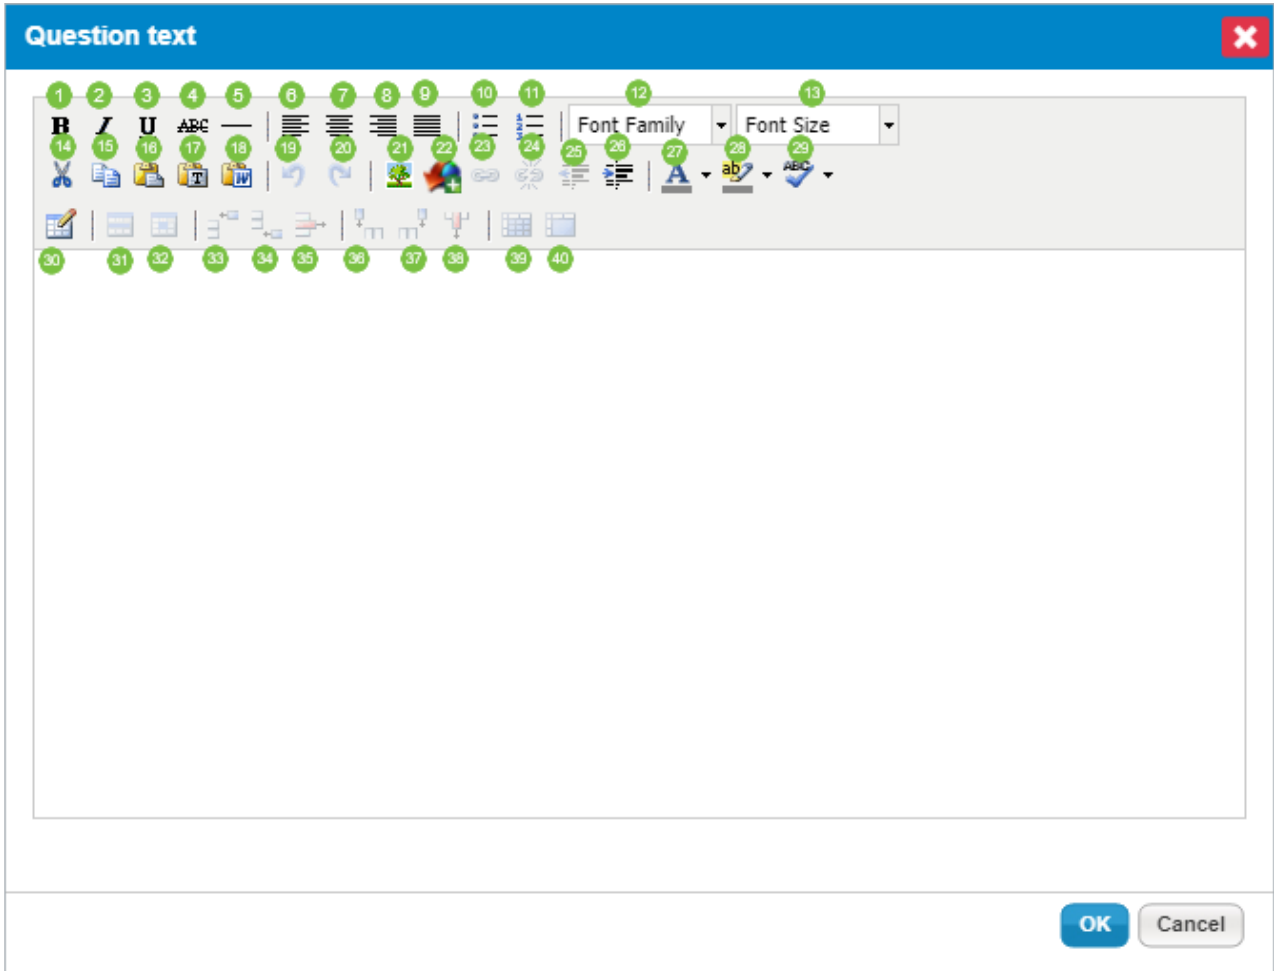 Question text
1 2 3 4 5 6 7 8 9 10 11 12 13
B I U ABC Font Family Font Size
14 15 16 17 18 19 20 21 22 23 24 25 26 27 28 29
T W A ab ABC
30 31 32 33 34 35 36 37 38 39 40
OK Cancel